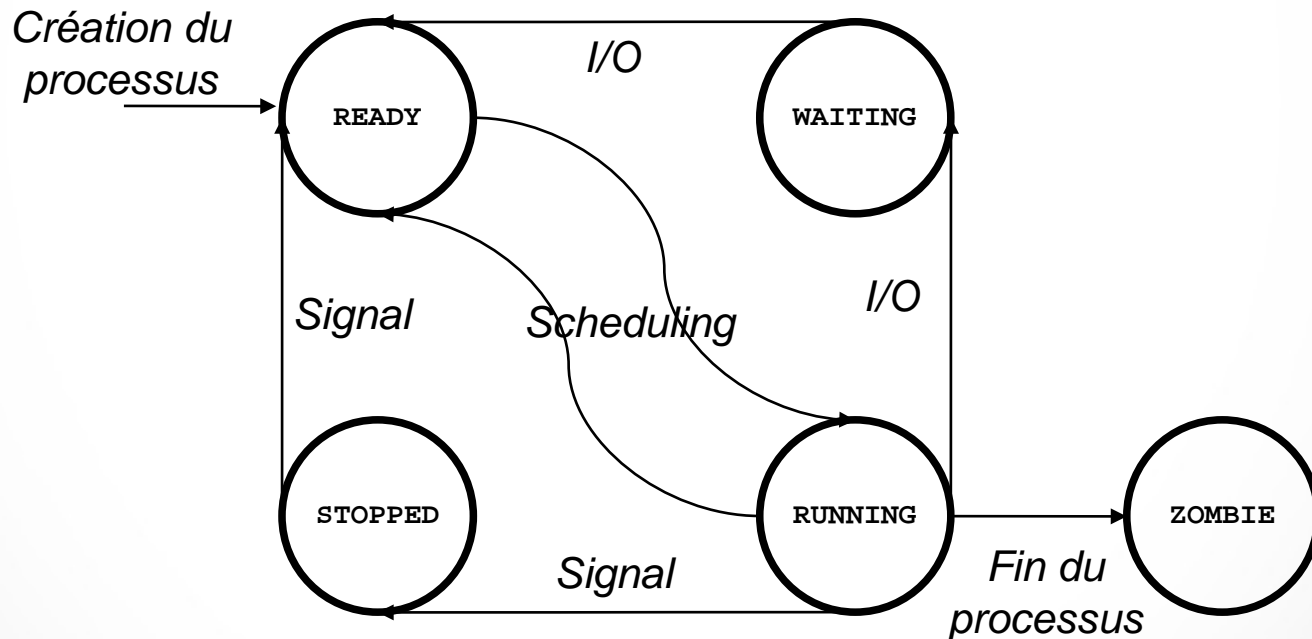 Création du
processus
I/O
READY
WAITING
Signal
Scheduling
I/O
STOPPED
RUNNING
ZOMBIE
Signal
Fin du
processus